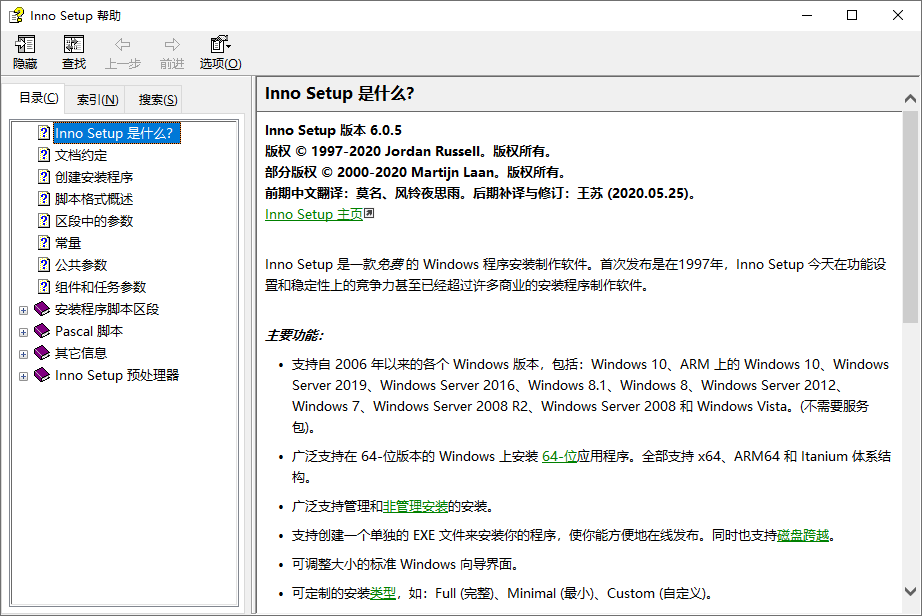 Inno Setup 帮助
隐藏 查找 上一步 前进 选项(O)
目录(C) 索引(N) 搜索(S)
Inno Setup 是什么?
文档约定
创建安装程序
脚本格式概述
区段中的参数
常量
公共参数
组件和任务参数
安装程序脚本区段
Pascal 脚本
其它信息
Inno Setup 预处理器
Inno Setup 是什么?
Inno Setup 版本 6.0.5
版权 © 1997-2020 Jordan Russell。版权所有。
部分版权 © 2000-2020 Martijn Laan。版权所有。
前期中文翻译：莫名、风铃夜思雨。后期补译与修订：王苏 (2020.05.25)。
Inno Setup 主页
Inno Setup 是一款免费的 Windows 程序安装制作软件。首次发布是在1997年，Inno Setup 今天在功能设
置和稳定性上的竞争力甚至已经超过许多商业的安装程序制作软件。
主要功能：
• 支持自 2006 年以来的各个 Windows 版本，包括：Windows 10、ARM 上的 Windows 10、Windows
Server 2019、Windows Server 2016、Windows 8.1、Windows 8、Windows Server 2012、
Windows 7、Windows Server 2008 R2、Windows Server 2008 和 Windows Vista。(不需要服务
包)。
• 广泛支持在 64-位版本的 Windows 上安装 64-位应用程序。全部支持 x64、ARM64 和 Itanium 体系结
构。
• 广泛支持管理和非管理安装的安装。
• 支持创建一个单独的 EXE 文件来安装你的程序，使你能方便地在线发布。同时也支持磁盘跨越。
• 可调整大小的标准 Windows 向导界面。
• 可定制的安装类型，如：Full (完整)、Minimal (最小)、Custom (自定义)。